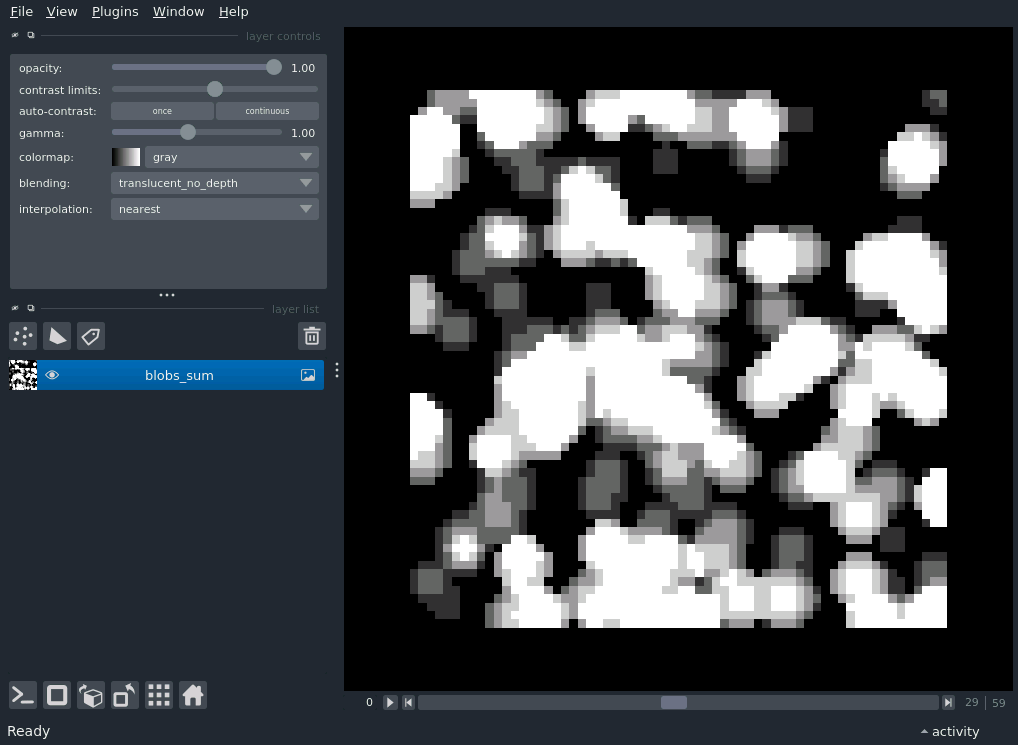 File View Plugins Window Help
layer controls
opacity: 1.00
contrast limits:
auto-contrast: once continuous
gamma: 1.00
colormap: gray
blending: translucent_no_depth
interpolation: nearest
layer list
blobs_sum
0 29 59
Ready activity